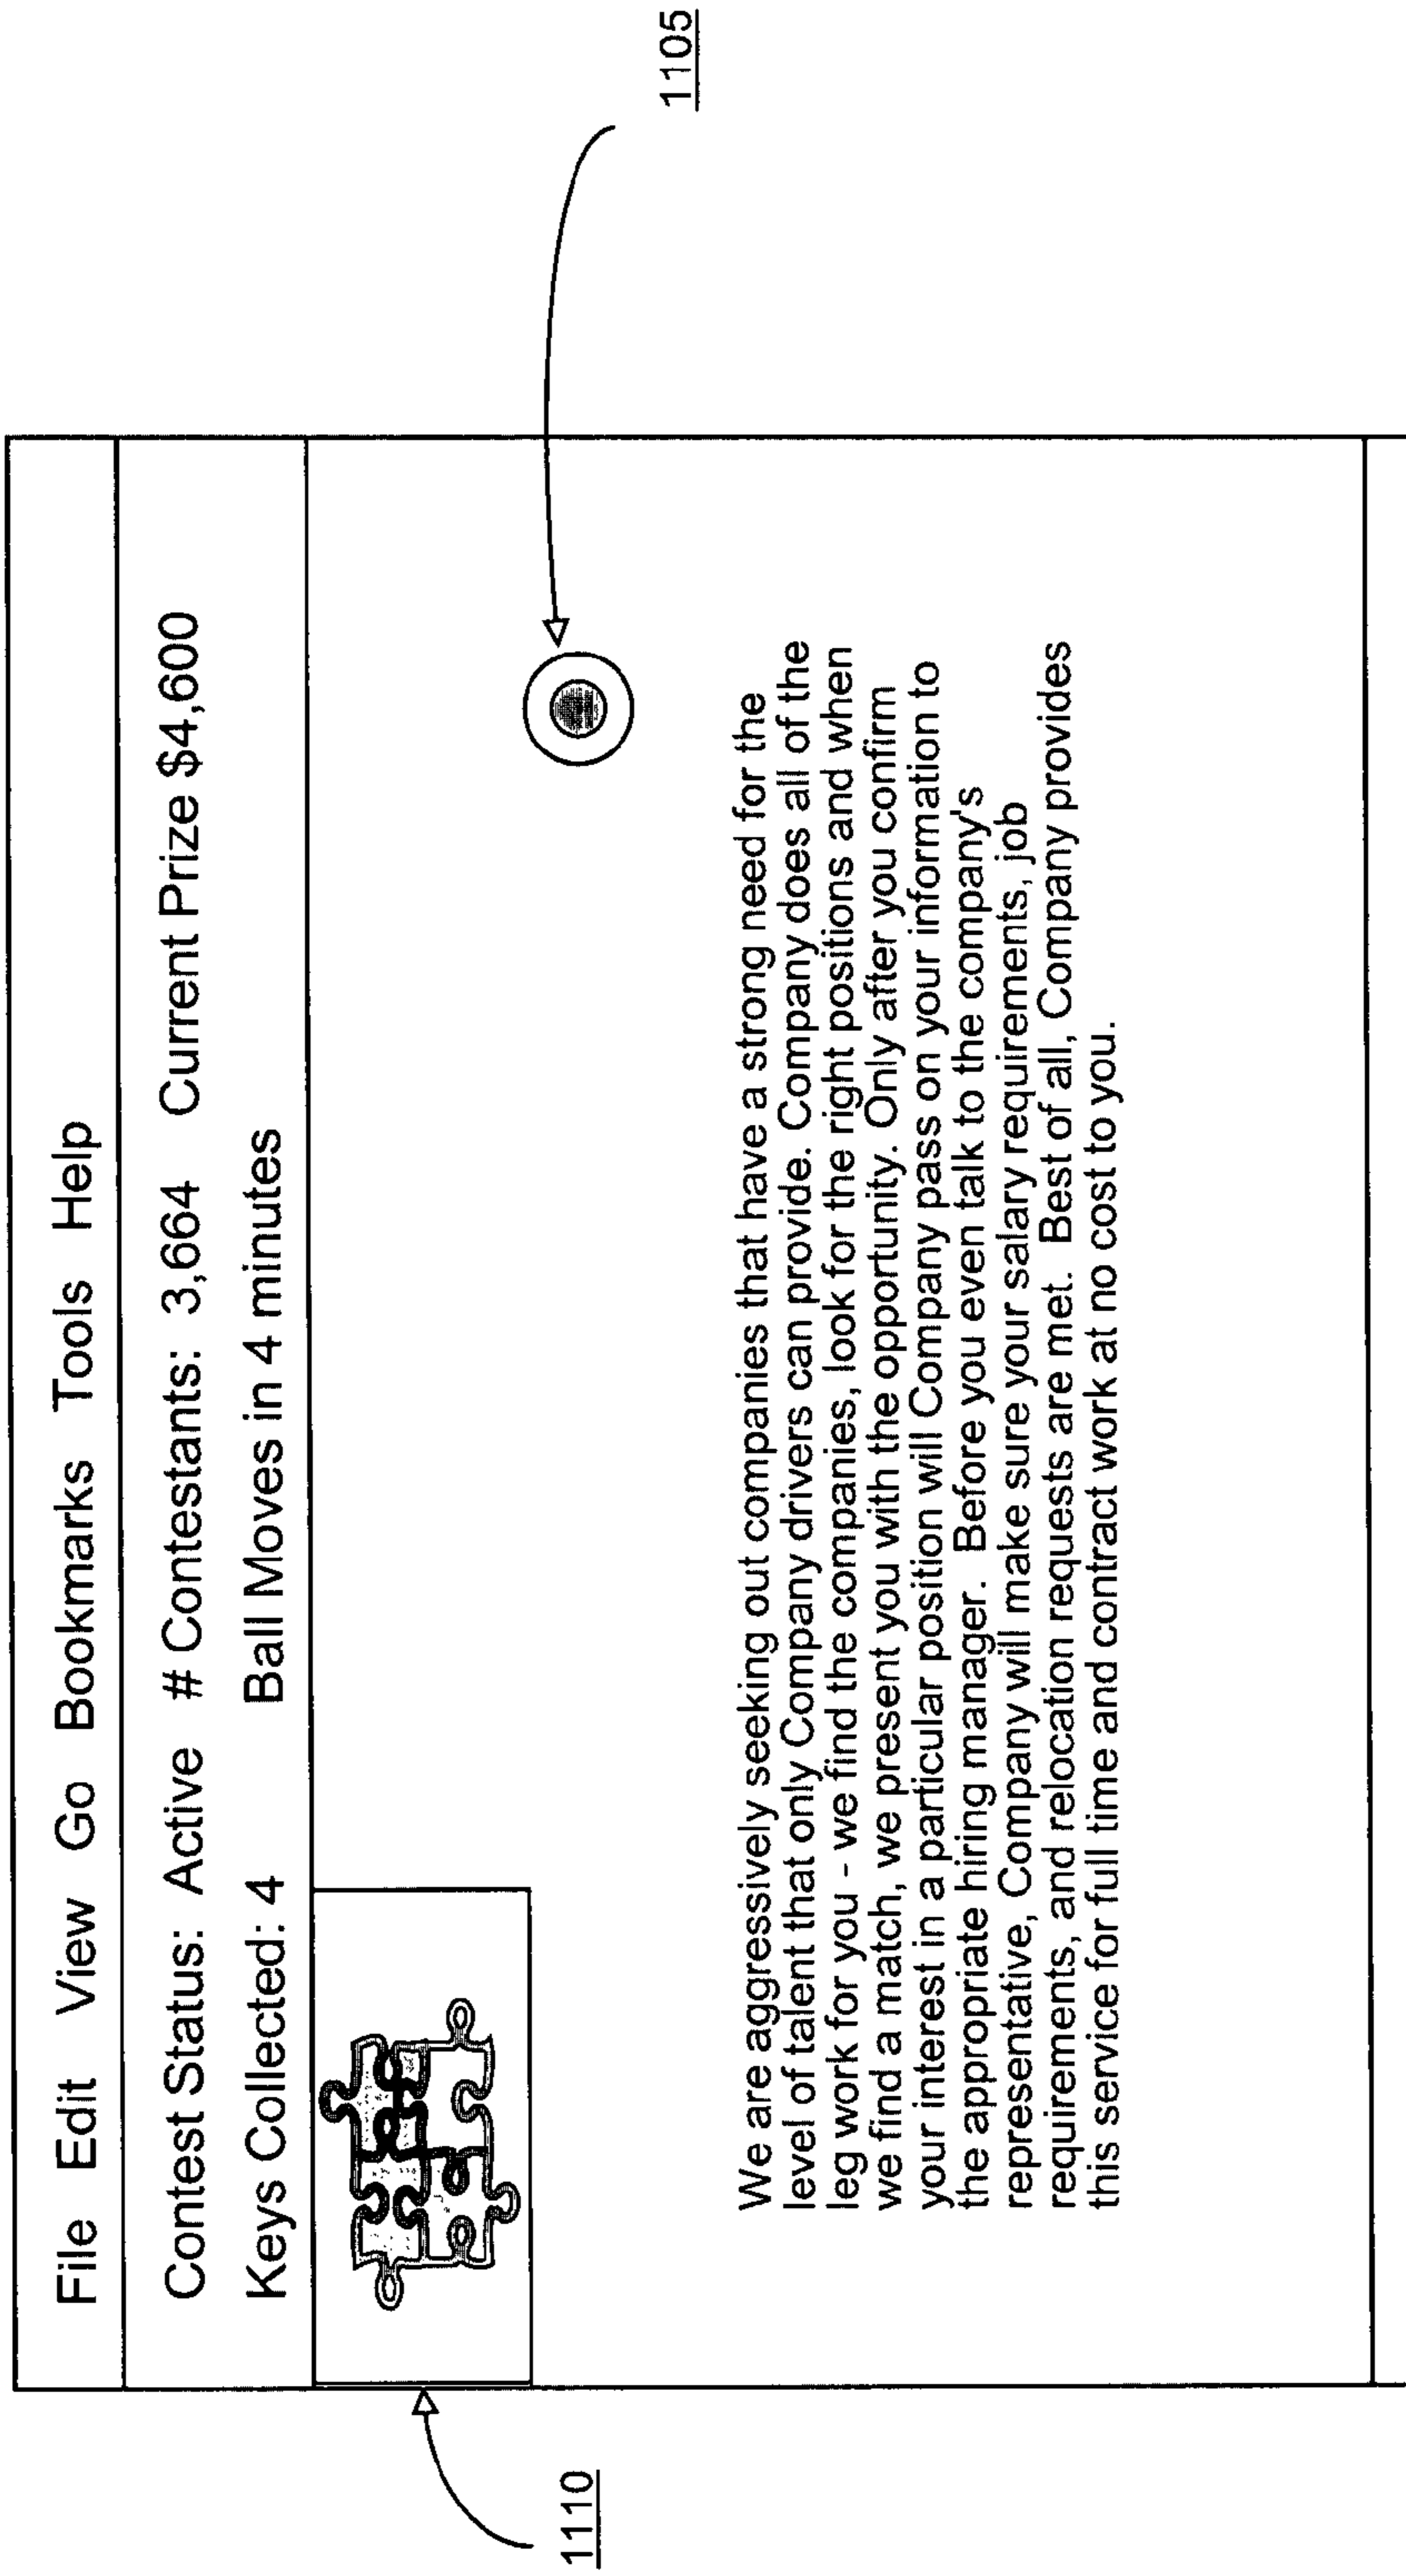 File Edit View Go Bookmarks Tools Help
Contest Status: Active # Contestants: 3,664 Current Prize $4,600
Keys Collected: 4 Ball Moves in 4 minutes
1110
1105
We are aggressively seeking out companies that have a strong need for the
level of talent that only Company drivers can provide. Company does all of the
leg work for you - we find the companies, look for the right positions and when
we find a match, we present you with the opportunity. Only after you confirm
your interest in a particular position will Company pass on your information to
the appropriate hiring manager. Before you even talk to the company's
representative, Company will make sure your salary requirements, job
requirements, and relocation requests are met. Best of all, Company provides
this service for full time and contract work at no cost to you.